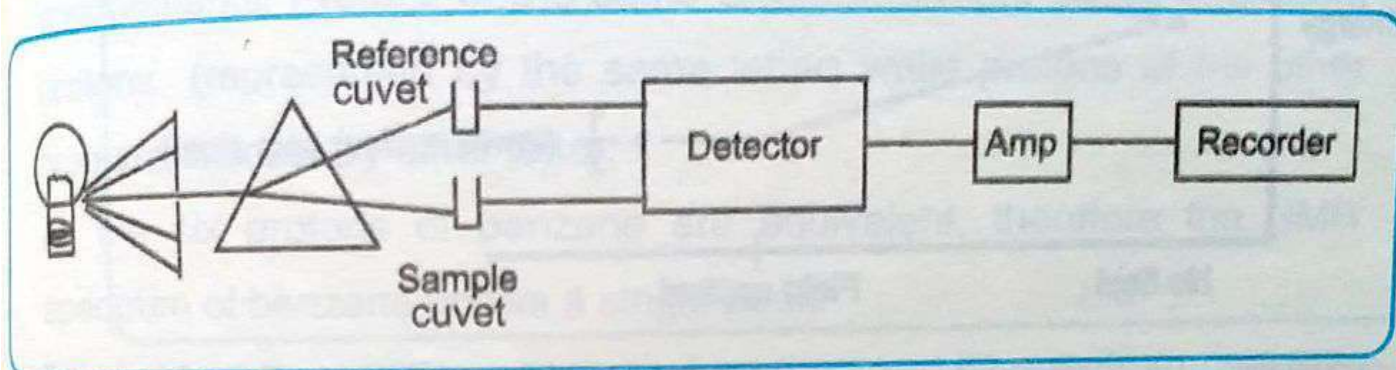 Reference
cuvet
Detector
Amp
Recorder
Sample
cuvet